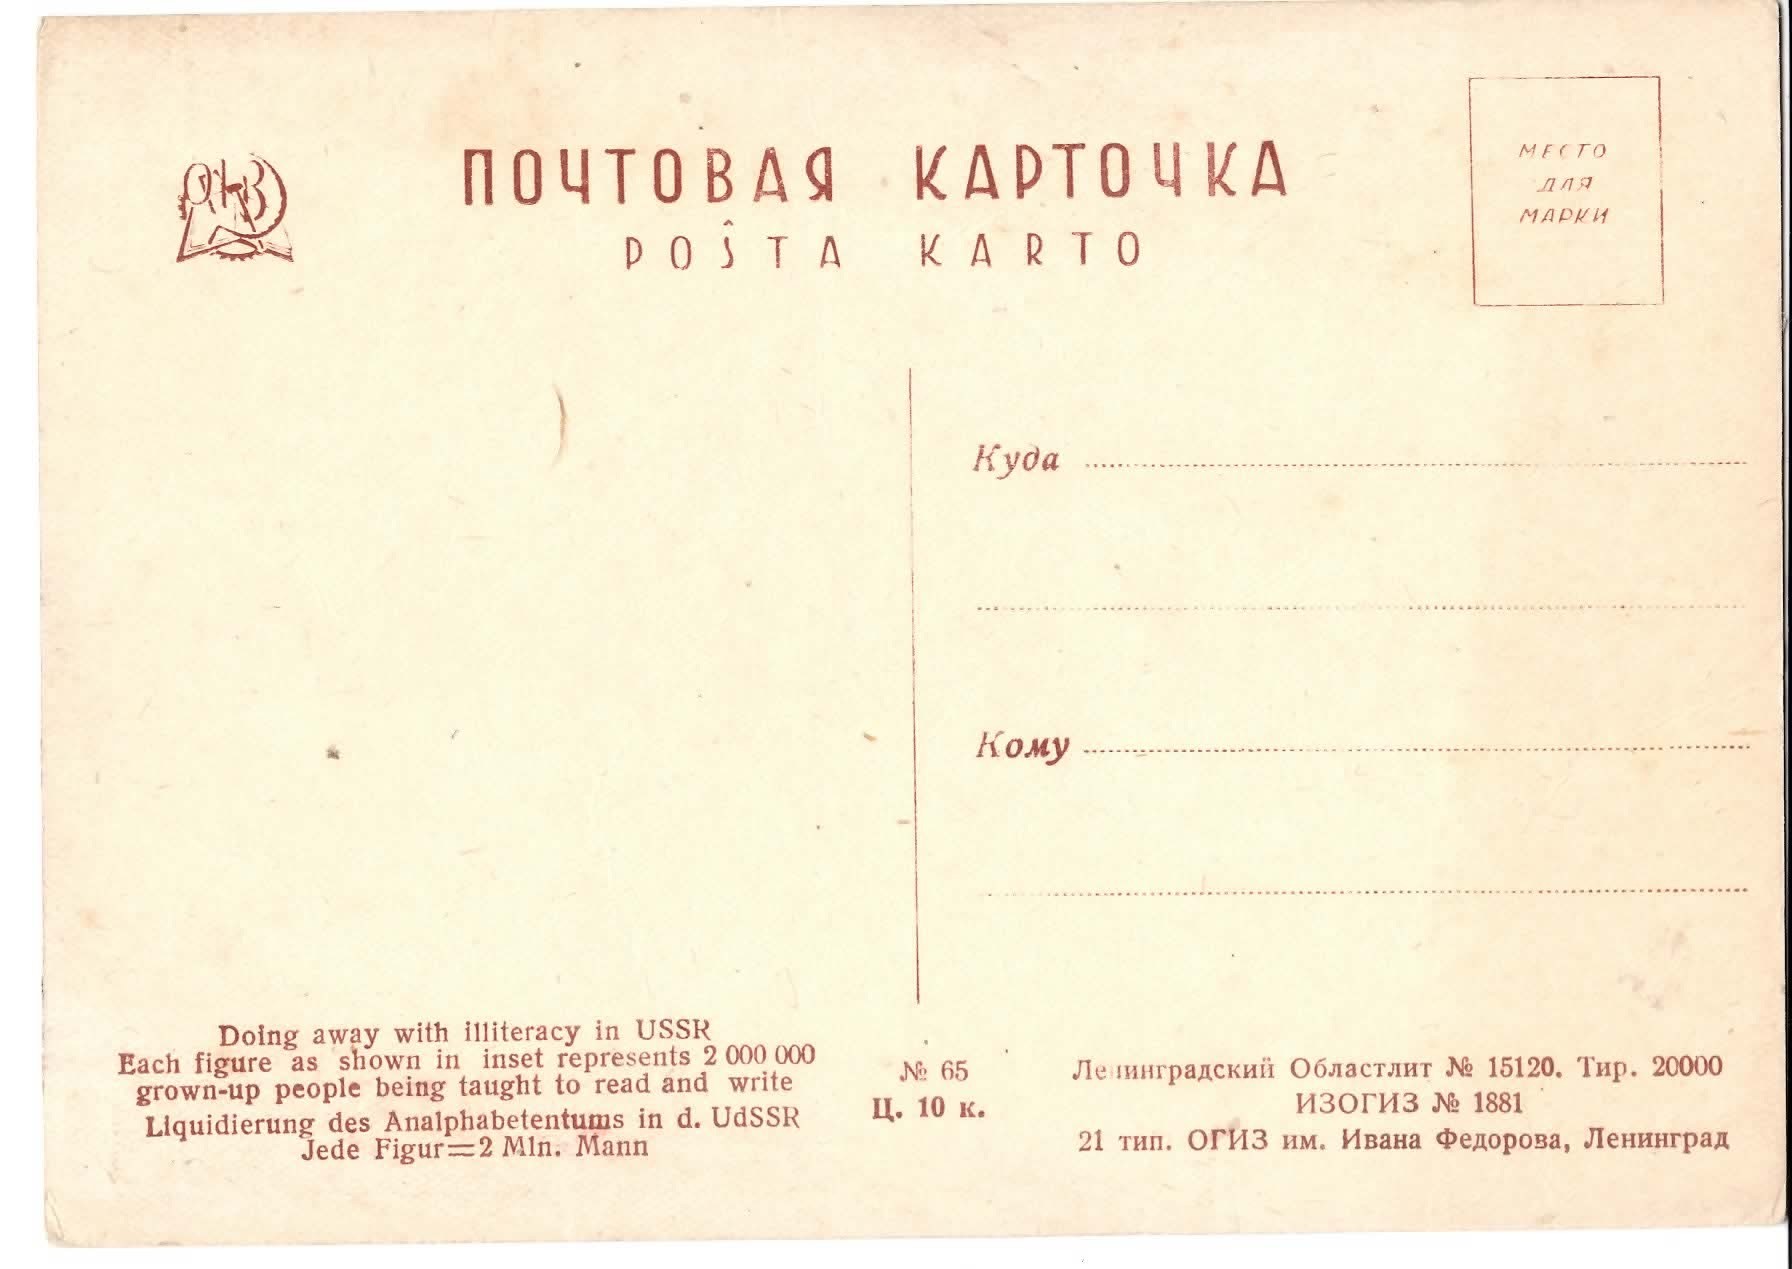 ПОЧТОВАЯ КАРТОЧКА
POŜTA KARTO
МЕСТО
ДЛЯ
МАРКИ
Куда
Кому
Doing away with illiteracy in USSR
Each figure as shown in inset represents 2 000 000
grown-up people being taught to read and write
Liquidierung des Analphabetentums in d. UdSSR
Jede Figur=2 Mln. Mann
№ 65
Ц. 10 к.
Ленинградский Областлит № 15120. Тир. 20000
ИЗОГИЗ № 1881
21 тип. ОГИЗ им. Ивана Федорова, Ленинград